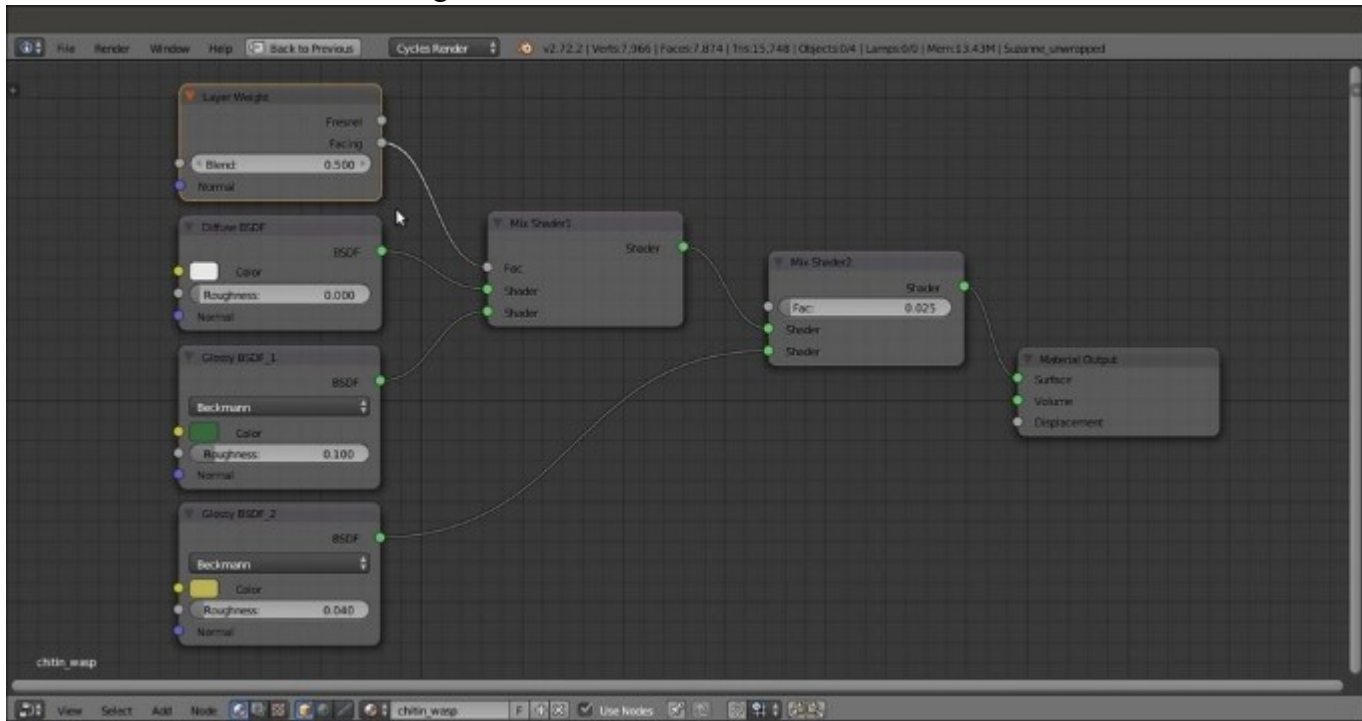 File Render Window Help Back to Previous Cycles Render v2.72.2 | Verts:7,966 | Faces:7,874 | Tris:15,748 | Objects:0/4 | Lamps:0/0 | Mem:13.43M | Suzanne_unwrapped
Layer Weight
Fresnel
Facing
Blend: 0.500
Normal
Diffuse BSDF
BSDF
Color
Roughness: 0.000
Normal
Glossy BSDF_1
BSDF
Beckmann
Color
Roughness: 0.100
Normal
Glossy BSDF_2
BSDF
Beckmann
Color
Roughness: 0.040
Normal
Mix Shader1
Shader
Fac
Shader
Shader
Mix Shader2
Shader
Fac: 0.025
Shader
Shader
Material Output
Surface
Volume
Displacement
chitin_wasp
View Select Add Node chitin_wasp F Use Nodes